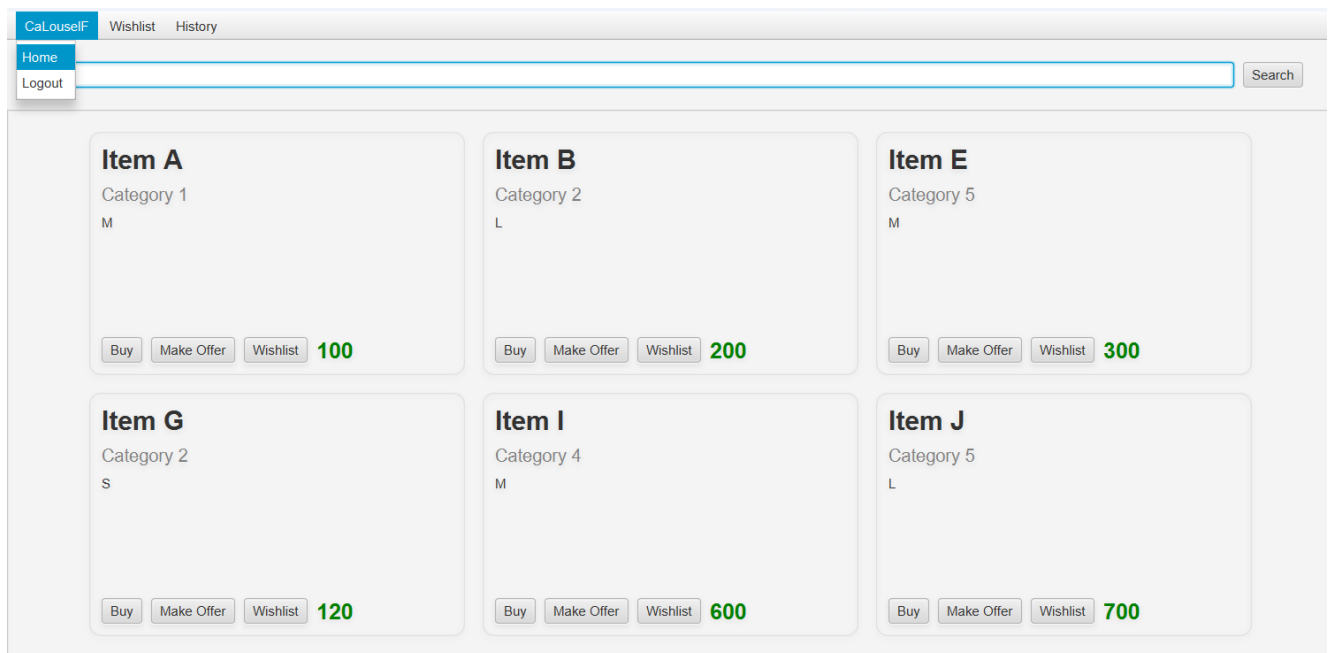 CaLouselF Wishlist History
Home
Logout
Search
Item A
Category 1
M
Buy Make Offer Wishlist 100
Item B
Category 2
L
Buy Make Offer Wishlist 200
Item E
Category 5
M
Buy Make Offer Wishlist 300
Item G
Category 2
S
Buy Make Offer Wishlist 120
Item I
Category 4
M
Buy Make Offer Wishlist 600
Item J
Category 5
L
Buy Make Offer Wishlist 700